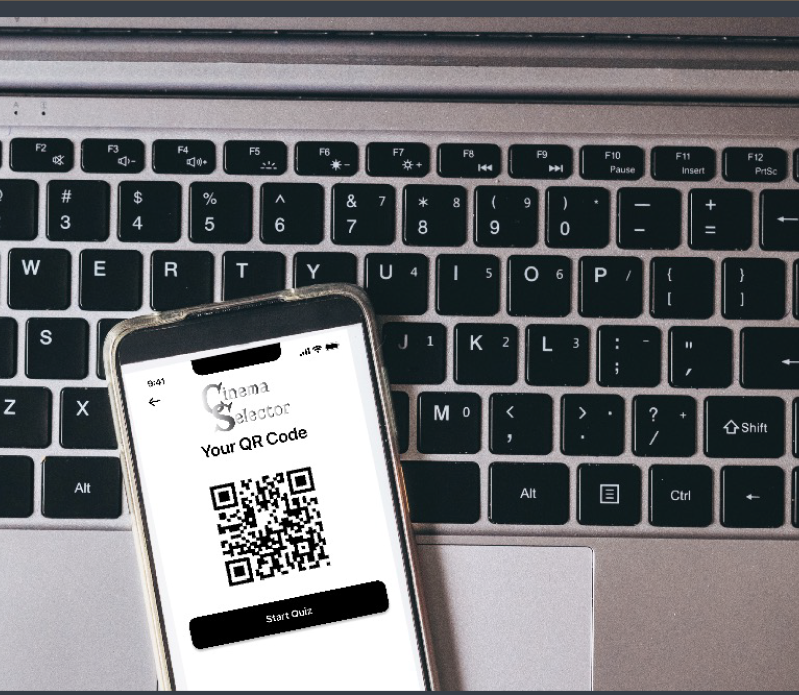 F2 F3 F4 F5 F6 F7 F8 F9 F10 F11 F12
Pause Insert PrtSc
# $ % ^ & 7 * 8 ( 9 ) * — +
3 4 5 6 7 8 9 0 - =
W E R T Y U 4 I 5 O 6 P / { }
[ ]
S J 1 K 2 L 3 : - "
; ,
Z X M 0 < > . ? +
, . /
Shift
Alt Alt Ctrl
9:41
Cinema
Selector
Your QR Code
Start Quiz